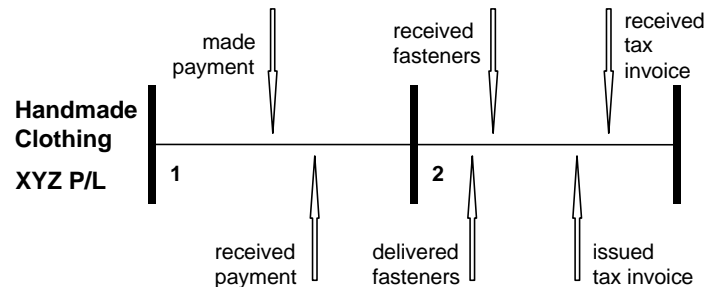 made
payment
received
fasteners
received
tax
invoice
Handmade
Clothing
XYZ P/L
1
2
received
payment
delivered
fasteners
issued
tax invoice